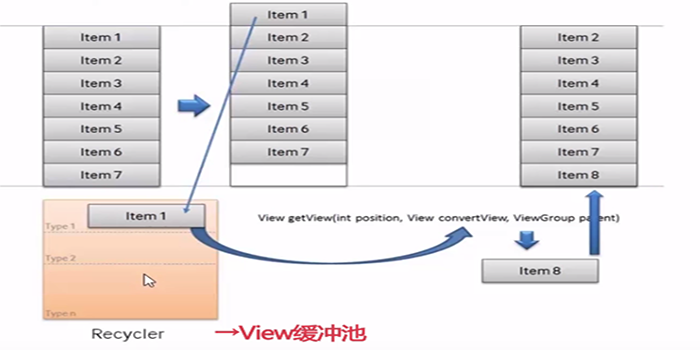 Item 1
Item 2
Item 3
Item 4
Item 5
Item 6
Item 7
Item 1
Item 2
Item 3
Item 4
Item 5
Item 6
Item 7
Item 2
Item 3
Item 4
Item 5
Item 6
Item 7
Item 8
Item 1
Type 1
Type 2
Type n
View getView(int position, View convertView, ViewGroup parent)
Item 8
Recycler
→View缓冲池